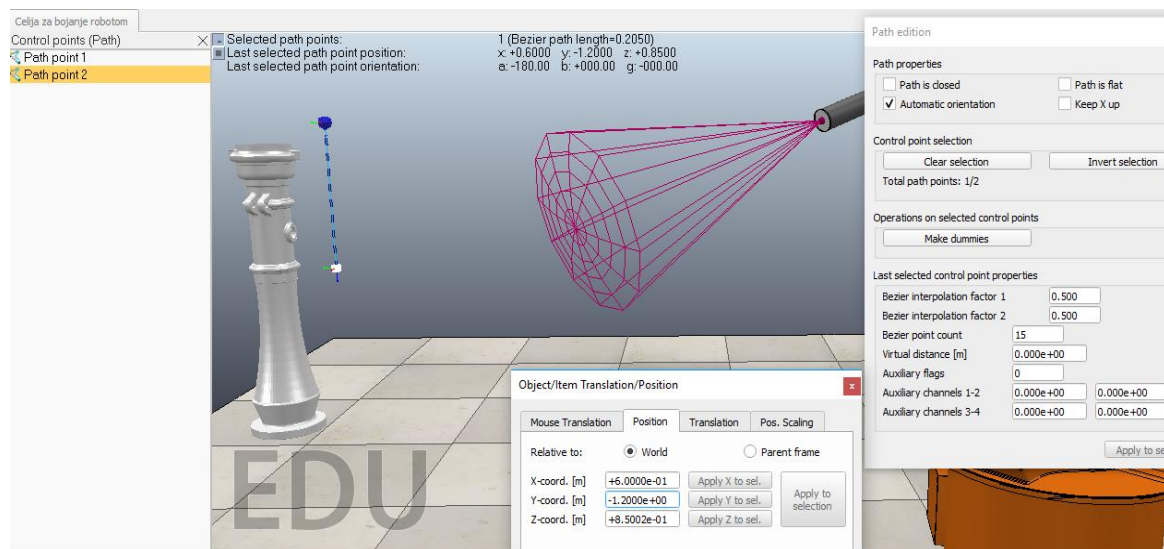 Celija za bojanje robotom
Control points (Path)
Path point 1
Path point 2
Selected path points: 1 (Bezier path length=0.2050)
Last selected path point position: x: +0.6000 y: -1.2000 z: +0.8500
Last selected path point orientation: a: -180.00 b: +000.00 g: -000.00
EDU
Object/Item Translation/Position
Mouse Translation Position Translation Pos. Scaling
Relative to: World Parent frame
X-coord. [m] +6.0000e-01 Apply X to sel.
Y-coord. [m] -1.2000e+00 Apply Y to sel. Apply to selection
Z-coord. [m] +8.5002e-01 Apply Z to sel.
Path edition
Path properties
Path is closed Path is flat
Automatic orientation Keep X up
Control point selection
Clear selection Invert selection
Total path points: 1/2
Operations on selected control points
Make dummies
Last selected control point properties
Bezier interpolation factor 1 0.500
Bezier interpolation factor 2 0.500
Bezier point count 15
Virtual distance [m] 0.000e+00
Auxiliary flags 0
Auxiliary channels 1-2 0.000e+00 0.000e+00
Auxiliary channels 3-4 0.000e+00 0.000e+00
Apply to se